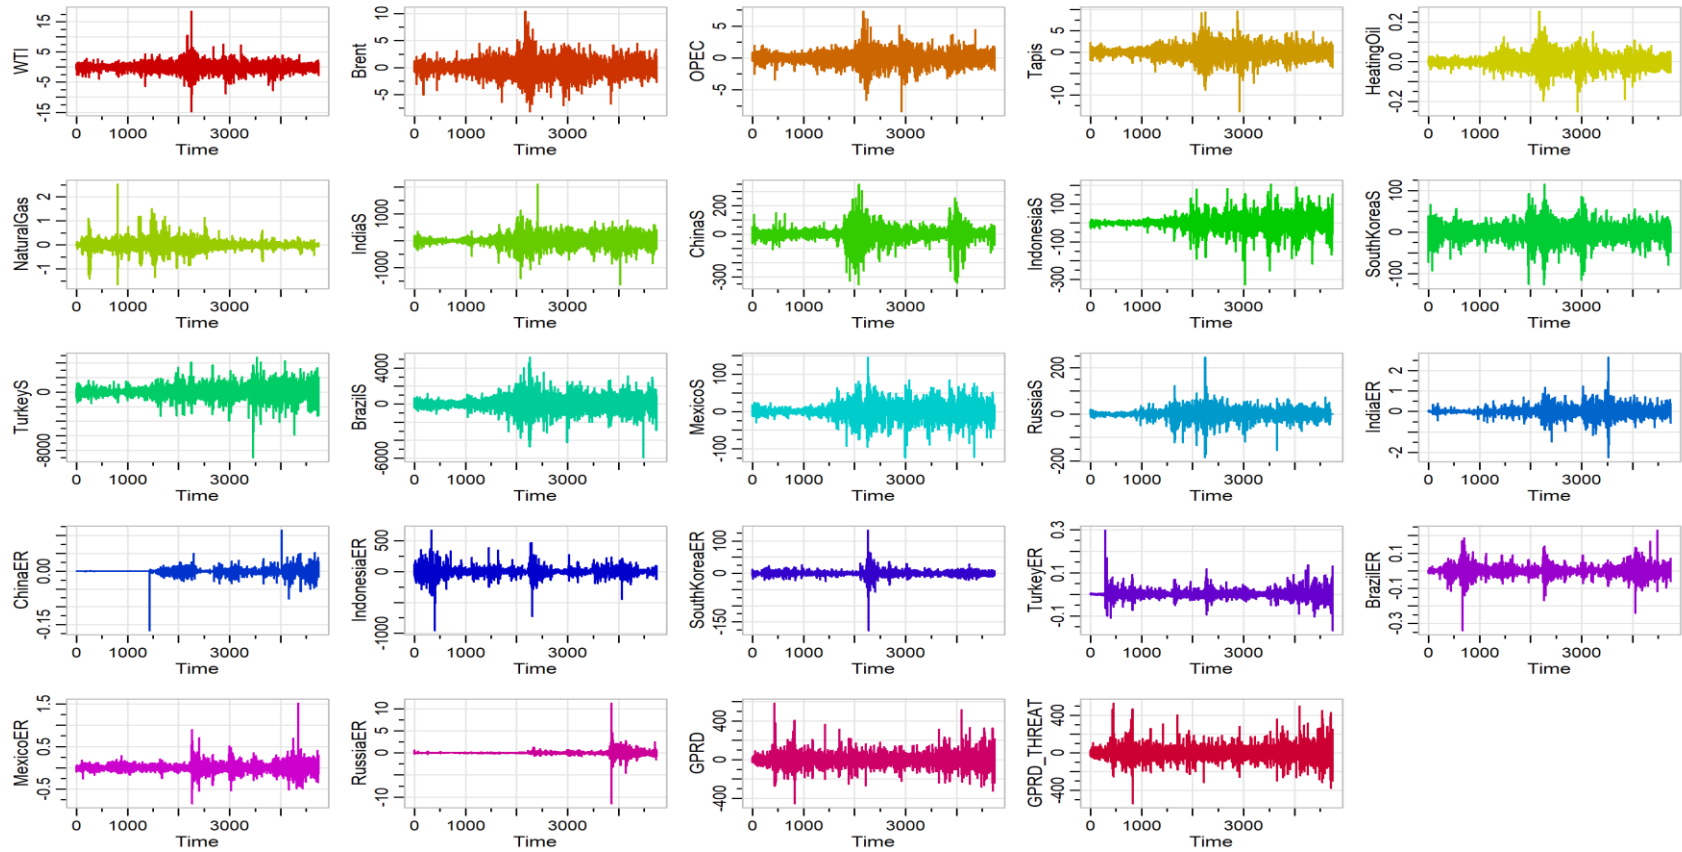 WTI
-15 -5 5 15
0 1000 3000
Time
Brent
-5 0 5 10
0 1000 3000
Time
OPEC
-5 0 5
0 1000 3000
Time
Tapis
-10 0 5
0 1000 3000
Time
HeatingOil
-0.2 0.0 0.2
0 1000 3000
Time
NaturalGas
-1 0 1 2
0 1000 3000
Time
IndiaS
-1000 0 1000
0 1000 3000
Time
ChinaS
-300 0 200
0 1000 3000
Time
IndonesiaS
-300 -100 0 100
0 1000 3000
Time
SouthKoreaS
-100 0 50 100
0 1000 3000
Time
TurkeyS
-8000 0
0 1000 3000
Time
BrazilS
-6000 0 4000
0 1000 3000
Time
MexicoS
-100 0 100
0 1000 3000
Time
RussiaS
-200 0 200
0 1000 3000
Time
IndiaER
-2 0 1 2
0 1000 3000
Time
ChinaER
-0.15 0.00
0 1000 3000
Time
IndonesiaER
-1000 0 500
0 1000 3000
Time
SouthKoreaER
-150 -50 0 100
0 1000 3000
Time
TurkeyER
-0.1 0.1 0.3
0 1000 3000
Time
BrazilER
-0.3 -0.1 0.1
0 1000 3000
Time
MexicoER
-0.5 0.5 1.5
0 1000 3000
Time
RussiaER
-10 0 5 10
0 1000 3000
Time
GPRD
-400 0 400
0 1000 3000
Time
GPRD_THREAT
-400 0 400
0 1000 3000
Time